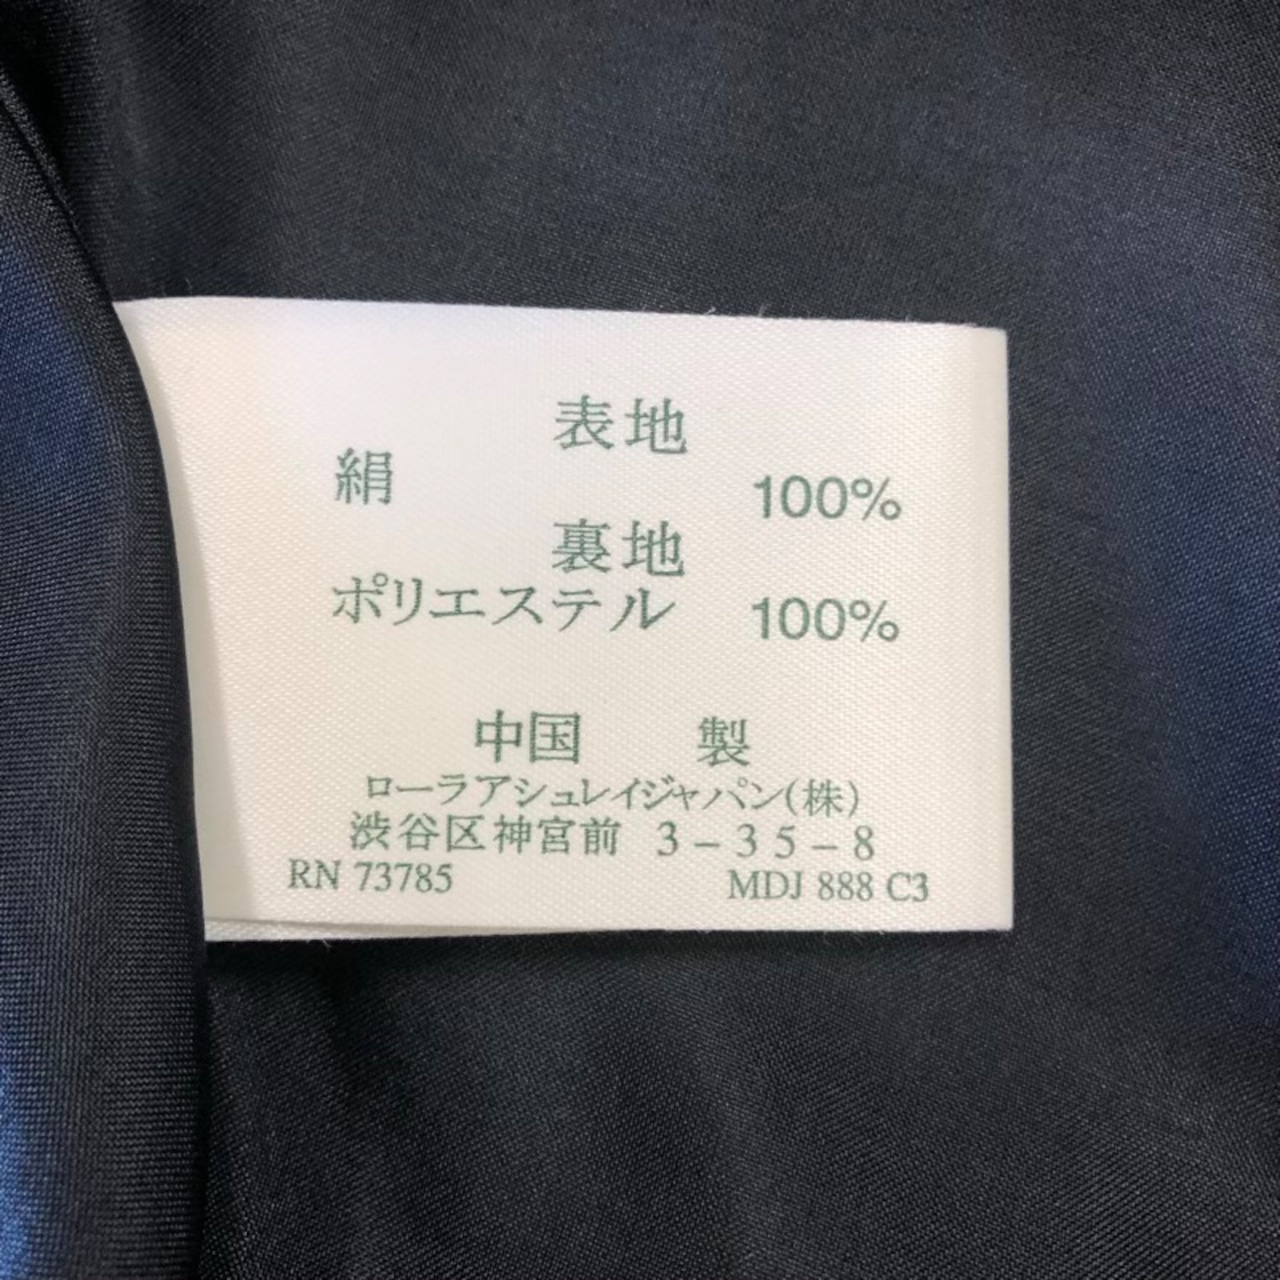 表地
絹 100%
裏地
ポリエステル 100%
中国 製
ローラアシュレイジャパン(株)
渋谷区神宮前 3-35-8
RN 73785 MDJ 888 C3